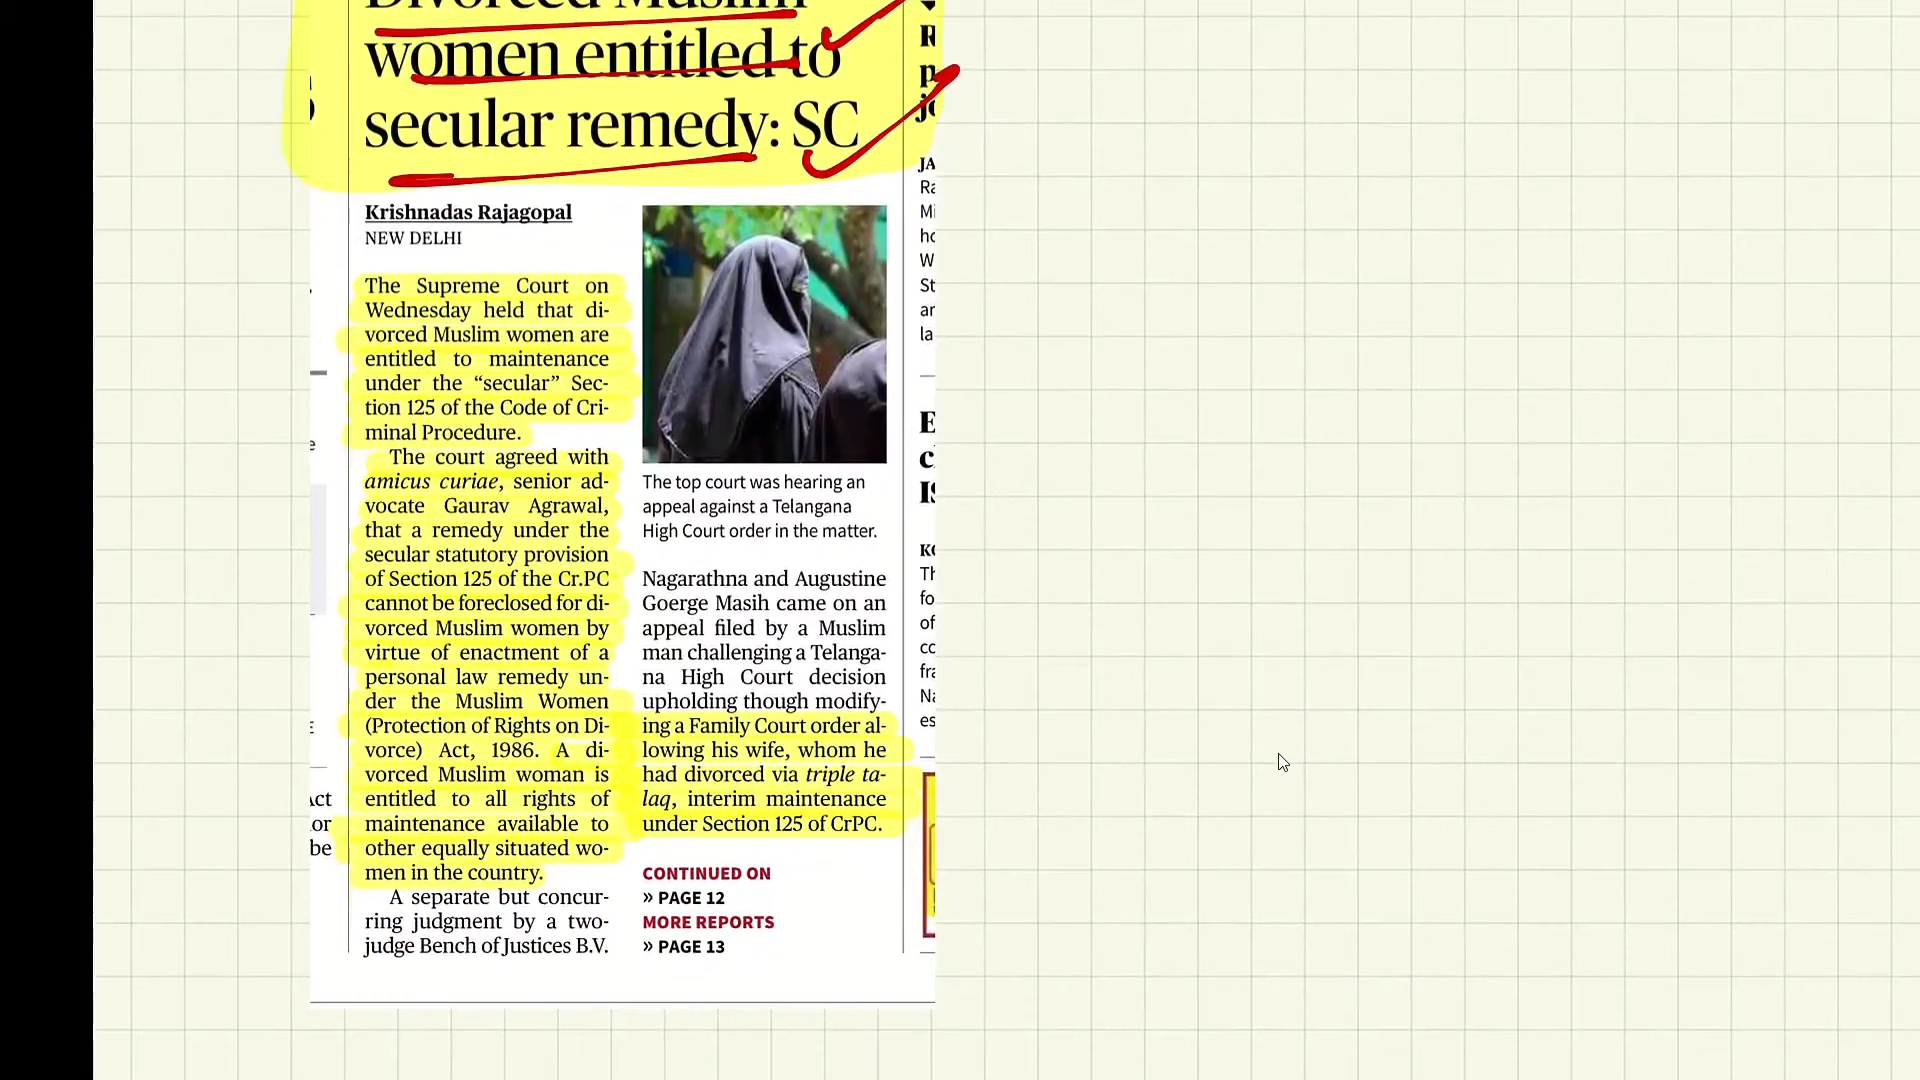 Divorced Muslim
women entitled to
secular remedy: SC
Krishnadas Rajagopal
NEW DELHI
The Supreme Court on
Wednesday held that di-
vorced Muslim women are
entitled to maintenance
under the “secular” Sec-
tion 125 of the Code of Cri-
minal Procedure.
The court agreed with
amicus curiae, senior ad-
vocate Gaurav Agrawal,
that a remedy under the
secular statutory provision
of Section 125 of the Cr.PC
cannot be foreclosed for di-
vorced Muslim women by
virtue of enactment of a
personal law remedy un-
der the Muslim Women
(Protection of Rights on Di-
vorce) Act, 1986. A di-
vorced Muslim woman is
entitled to all rights of
maintenance available to
other equally situated wo-
men in the country.
A separate but concur-
ring judgment by a two-
judge Bench of Justices B.V.
The top court was hearing an
appeal against a Telangana
High Court order in the matter.
Nagarathna and Augustine
Goerge Masih came on an
appeal filed by a Muslim
man challenging a Telanga-
na High Court decision
upholding though modify-
ing a Family Court order al-
lowing his wife, whom he
had divorced via triple ta-
laq, interim maintenance
under Section 125 of CrPC.
CONTINUED ON
» PAGE 12
MORE REPORTS
» PAGE 13